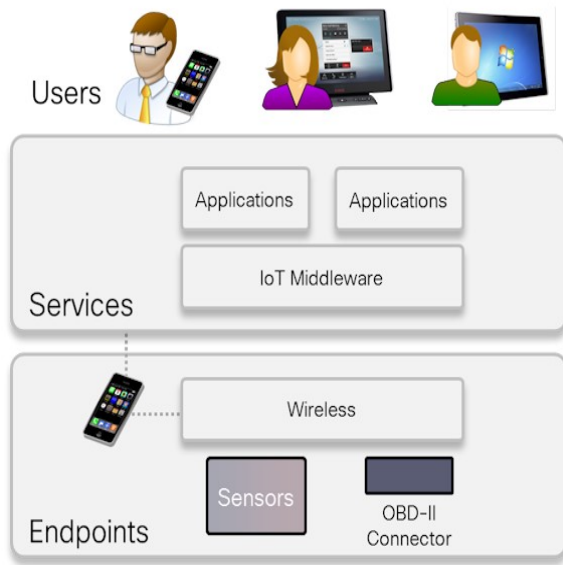 Users
Applications
Applications
IoT Middleware
Services
Wireless
Sensors
OBD-II
Connector
Endpoints